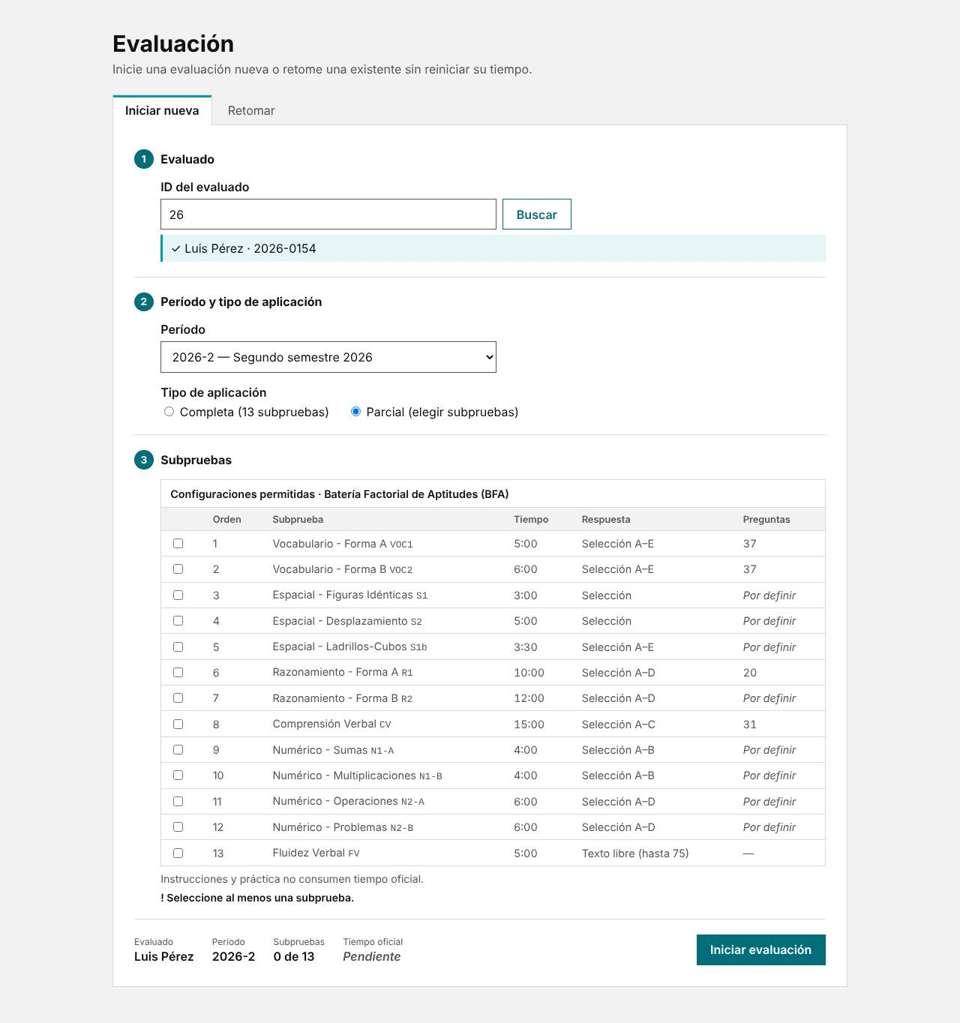 Evaluación
Inicie una evaluación nueva o retome una existente sin reiniciar su tiempo.
Iniciar nueva Retomar
1 Evaluado
ID del evaluado
26 Buscar
✓ Luis Pérez · 2026-0154
2 Período y tipo de aplicación
Período
2026-2 — Segundo semestre 2026
Tipo de aplicación
Completa (13 subpruebas) Parcial (elegir subpruebas)
3 Subpruebas
Configuraciones permitidas · Batería Factorial de Aptitudes (BFA)
Orden Subprueba Tiempo Respuesta Preguntas
1 Vocabulario - Forma A VOC1 5:00 Selección A–E 37
2 Vocabulario - Forma B VOC2 6:00 Selección A–E 37
3 Espacial - Figuras Idénticas S1 3:00 Selección Por definir
4 Espacial - Desplazamiento S2 5:00 Selección Por definir
5 Espacial - Ladrillos-Cubos S1b 3:30 Selección A–E Por definir
6 Razonamiento - Forma A R1 10:00 Selección A–D 20
7 Razonamiento - Forma B R2 12:00 Selección A–D Por definir
8 Comprensión Verbal CV 15:00 Selección A–C 31
9 Numérico - Sumas N1-A 4:00 Selección A–B Por definir
10 Numérico - Multiplicaciones N1-B 4:00 Selección A–B Por definir
11 Numérico - Operaciones N2-A 6:00 Selección A–D Por definir
12 Numérico - Problemas N2-B 6:00 Selección A–D Por definir
13 Fluidez Verbal FV 5:00 Texto libre (hasta 75) —
Instrucciones y práctica no consumen tiempo oficial.
! Seleccione al menos una subprueba.
Evaluado Período Subpruebas Tiempo oficial
Luis Pérez 2026-2 0 de 13 Pendiente Iniciar evaluación